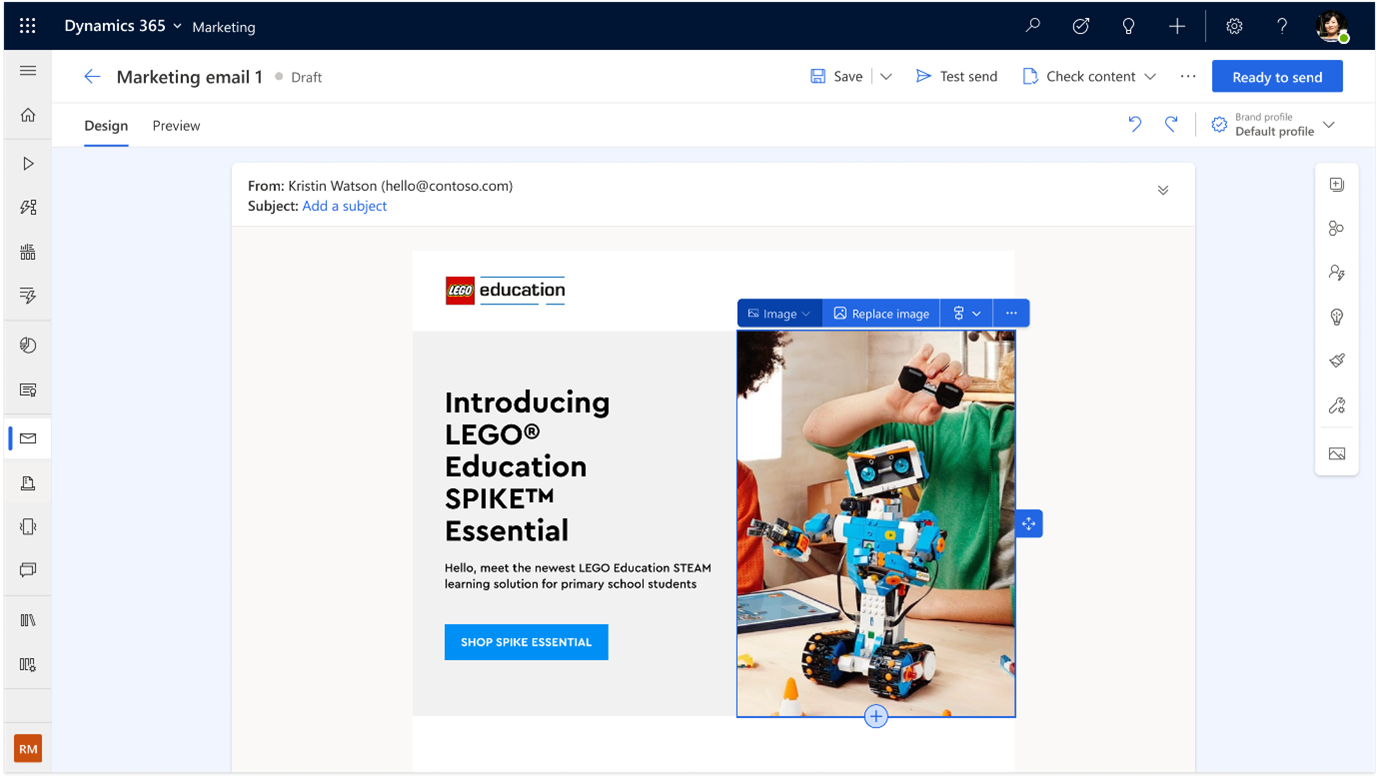 Dynamics 365 Marketing
Marketing email 1 Draft
Save
Test send
Check content
Ready to send
Design
Preview
Brand profile
Default profile
From: Kristin Watson (hello@contoso.com)
Subject: Add a subject
LEGO education
Image
Replace image
Introducing
LEGO®
Education
SPIKE™
Essential
Hello, meet the newest LEGO Education STEAM
learning solution for primary school students
SHOP SPIKE ESSENTIAL
RM